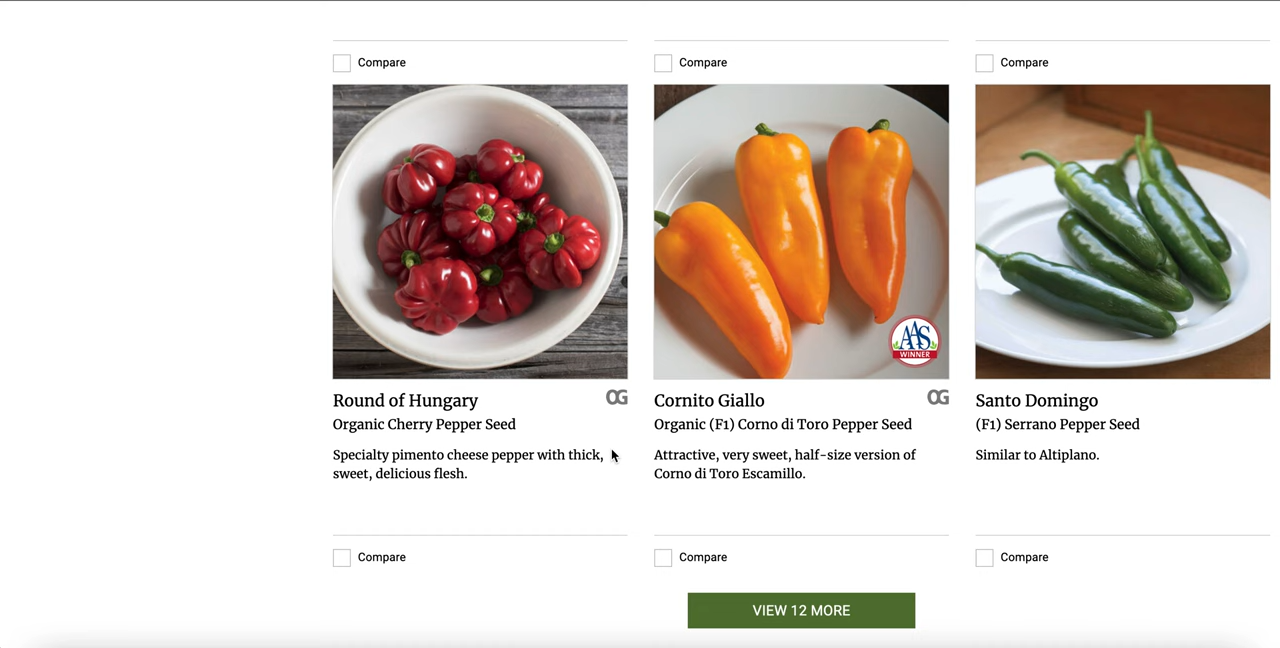 Compare
Compare
Compare
AAS
WINNER
Round of Hungary
OG
Organic Cherry Pepper Seed
Specialty pimento cheese pepper with thick,
sweet, delicious flesh.
Cornito Giallo
OG
Organic (F1) Corno di Toro Pepper Seed
Attractive, very sweet, half-size version of
Corno di Toro Escamillo.
Santo Domingo
(F1) Serrano Pepper Seed
Similar to Altiplano.
Compare
Compare
Compare
VIEW 12 MORE